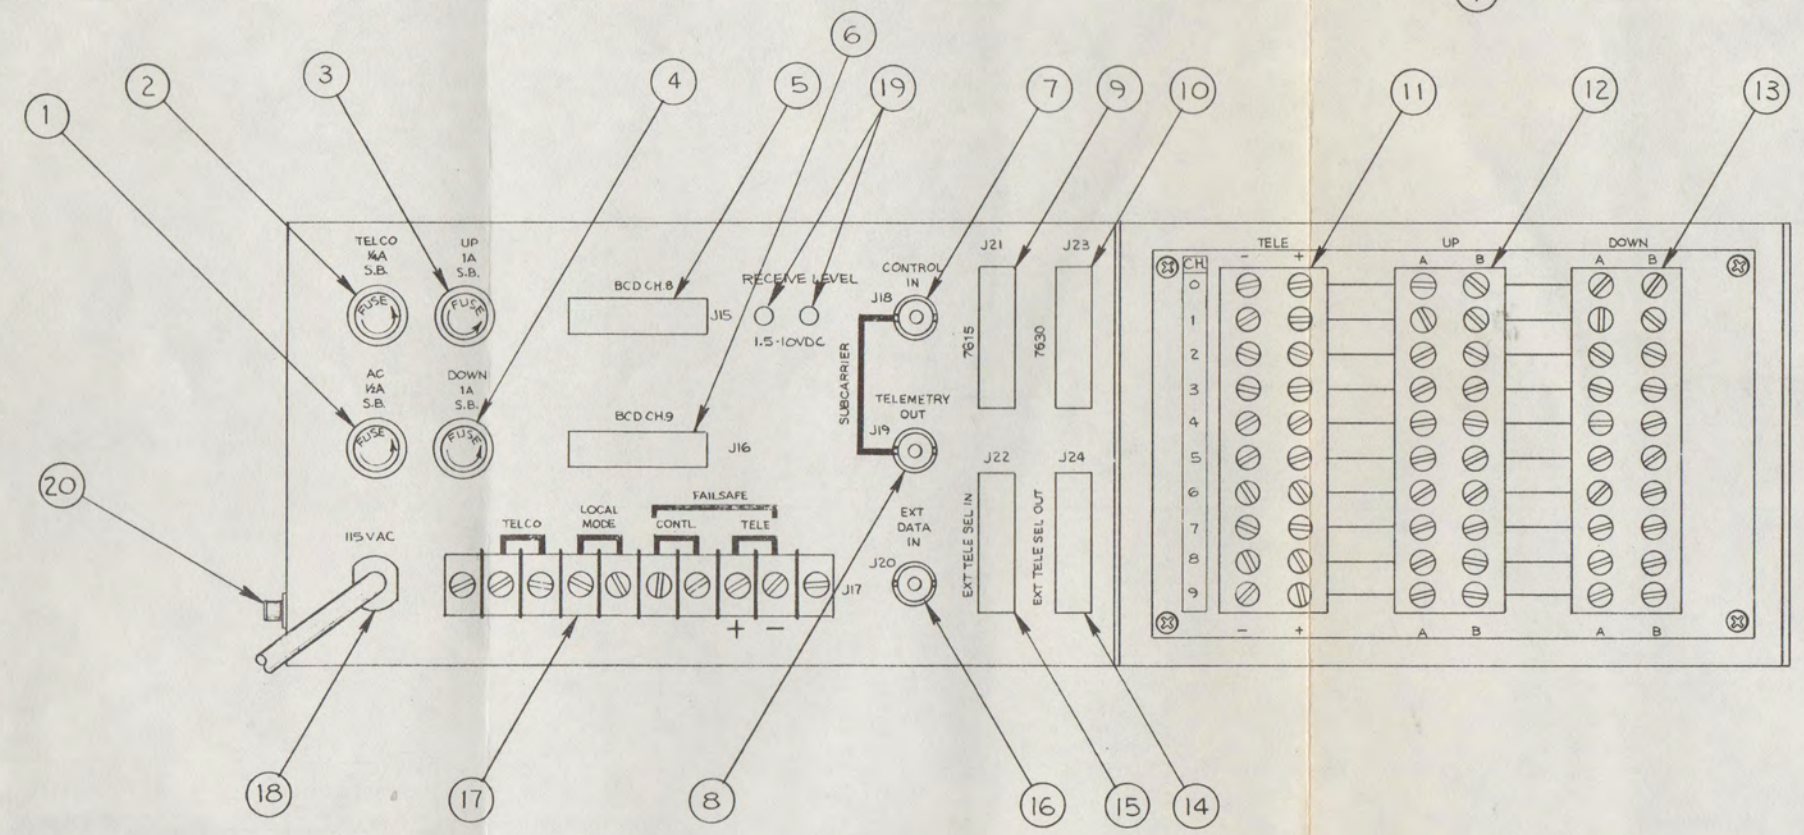 6
3
2
4
5
19
7
9
10
11
12
13
1
TELCO
¼A
S.B.
UP
1A
S.B.
FUSE
FUSE
BCD CH.8
J15
RECEIVE LEVEL
1.5-10VDC
CONTROL
IN
J18
SUBCARRIER
J21
7615
J23
7630
AC
½A
S.B.
DOWN
1A
S.B.
FUSE
FUSE
BCD CH.9
J16
TELEMETRY
OUT
J19
J22
EXT TELE SEL IN
J24
EXT TELE SEL OUT
20
115VAC
TELCO
LOCAL
MODE
FAILSAFE
CONTL.
TELE
J17
+ −
EXT
DATA
IN
J20
TELE UP DOWN
CH. − + A B A B
0
1
2
3
4
5
6
7
8
9
− + A B A B
18
17
8
16
15
14